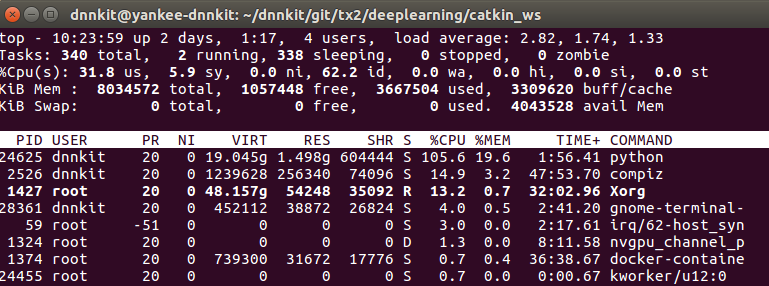 dnnkit@yankee-dnnkit: ~/dnnkit/git/tx2/deeplearning/catkin_ws
top - 10:23:59 up 2 days,  1:17,  4 users,  load average: 2.82, 1.74, 1.33
Tasks: 340 total,   2 running, 338 sleeping,   0 stopped,   0 zombie
%Cpu(s): 31.8 us,  5.9 sy,  0.0 ni, 62.2 id,  0.0 wa,  0.0 hi,  0.0 si,  0.0 st
KiB Mem :  8034572 total,  1057448 free,  3667504 used,  3309620 buff/cache
KiB Swap:        0 total,        0 free,        0 used.  4043528 avail Mem
PID USER      PR  NI    VIRT    RES    SHR S  %CPU %MEM     TIME+ COMMAND
24625 dnnkit    20   0 19.045g 1.498g 604444 S 105.6 19.6   1:56.41 python
2526 dnnkit    20   0 1239628 256340  74096 S  14.9  3.2  47:53.70 compiz
1427 root      20   0 48.157g  54248  35092 R  13.2  0.7  32:02.96 Xorg
28361 dnnkit    20   0  452112  38872  26824 S   4.0  0.5   2:41.20 gnome-terminal-
59 root     -51   0       0      0      0 S   3.0  0.0   2:17.61 irq/62-host_syn
1324 root      20   0       0      0      0 D   1.3  0.0   8:11.58 nvgpu_channel_p
1374 root      20   0  739300  31672  17776 S   0.7  0.4  36:38.67 docker-containe
24455 root      20   0       0      0      0 S   0.7  0.0   0:00.67 kworker/u12:0